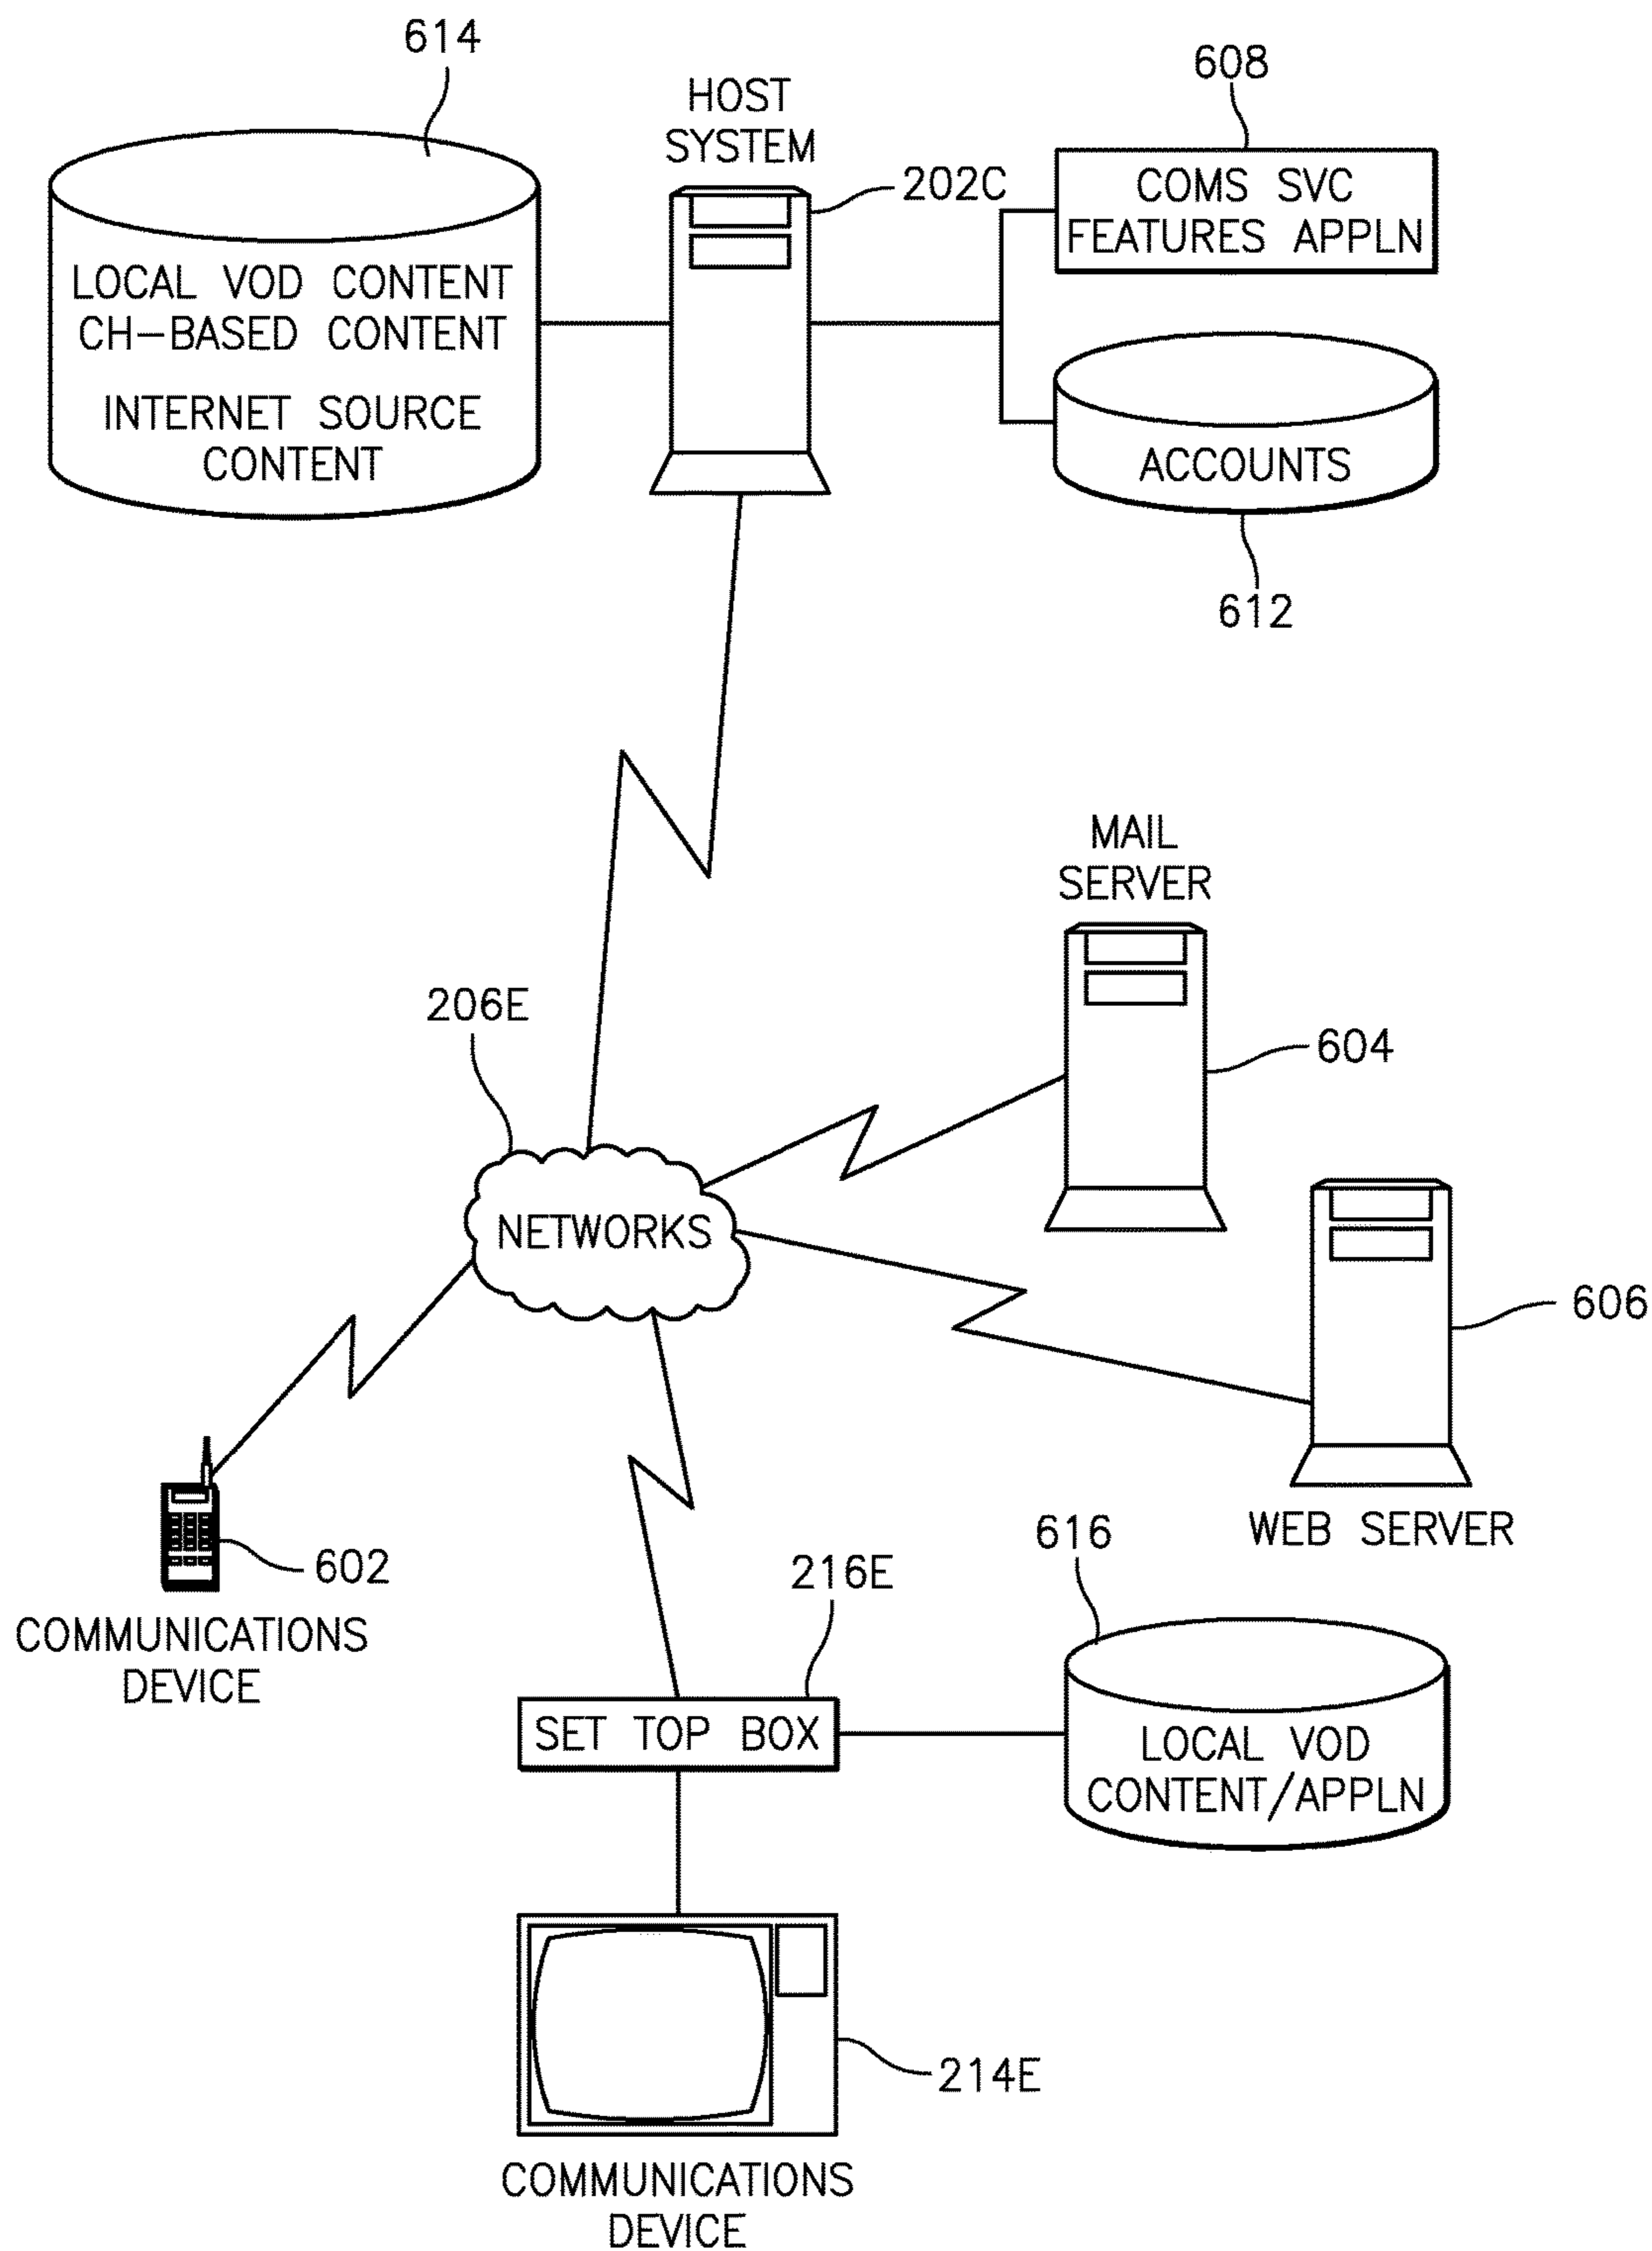 614
HOST
SYSTEM
608
202C
COMS SVC
FEATURES APPLN
LOCAL VOD CONTENT
CH-BASED CONTENT
INTERNET SOURCE
CONTENT
ACCOUNTS
612
MAIL
SERVER
206E
604
NETWORKS
606
WEB SERVER
602
COMMUNICATIONS
DEVICE
216E
616
SET TOP BOX
LOCAL VOD
CONTENT/APPLN
214E
COMMUNICATIONS
DEVICE